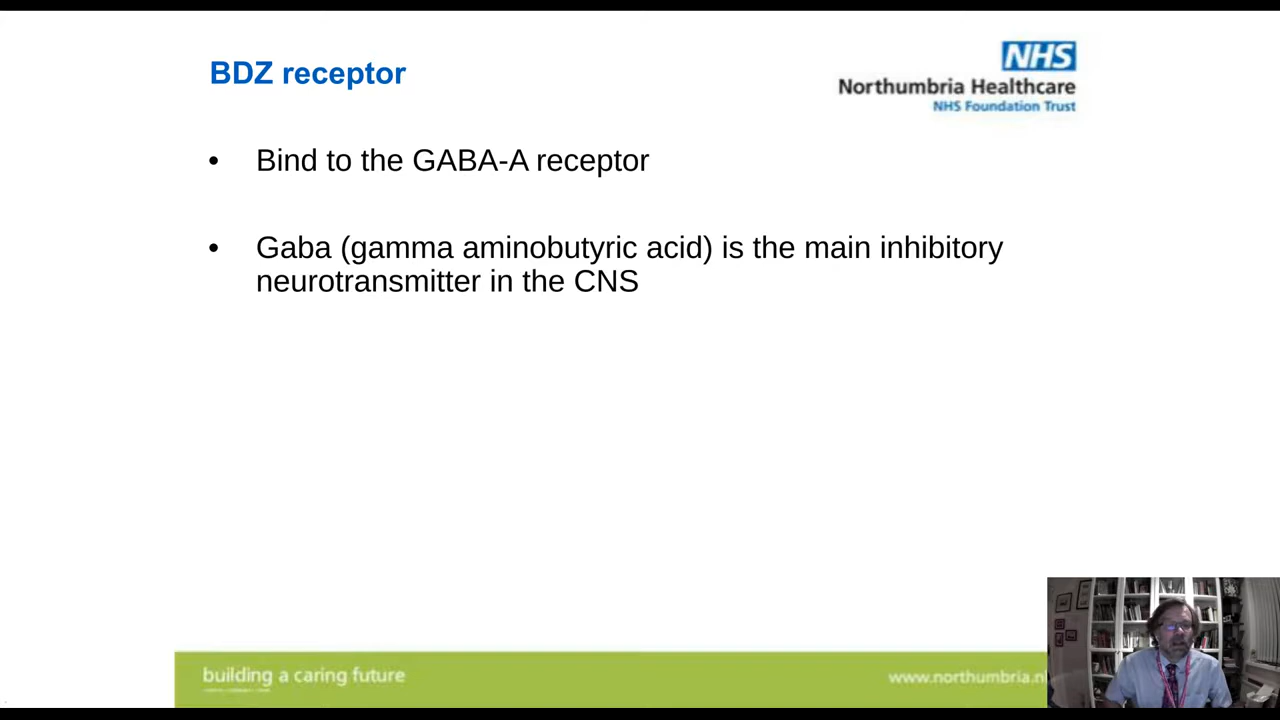 BDZ receptor
NHS
Northumbria Healthcare
NHS Foundation Trust
• Bind to the GABA-A receptor
• Gaba (gamma aminobutyric acid) is the main inhibitory
neurotransmitter in the CNS
building a caring future
www.northumbria.n